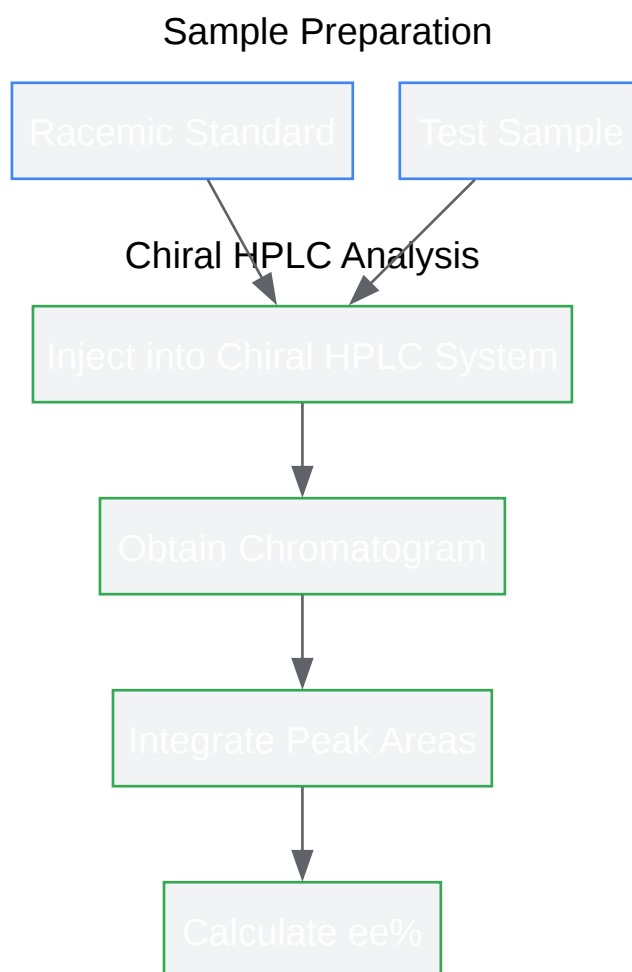 Sample Preparation
Racemic Standard
Test Sample
Chiral HPLC Analysis
Inject into Chiral HPLC System
Obtain Chromatogram
Integrate Peak Areas
Calculate ee%